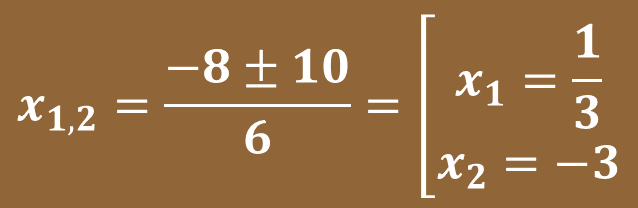 x₁,₂ = (−8 ± 10)/6 = [ x₁ = 1/3
x₂ = −3